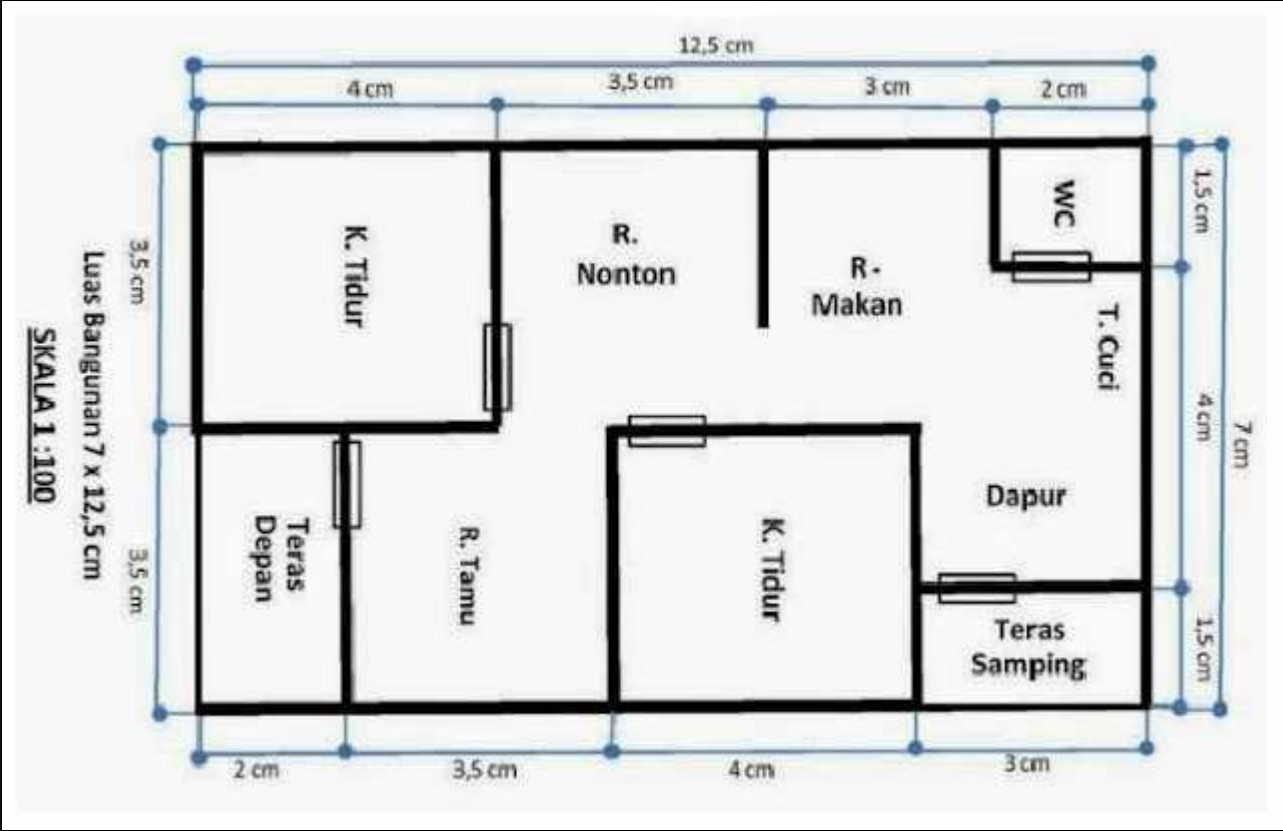 12,5 cm
4 cm
3,5 cm
3 cm
2 cm
K. Tidur
R.
Nonton
R -
Makan
WC
T. Cuci
Dapur
Teras
Samping
K. Tidur
R. Tamu
Teras
Depan
1,5 cm
4 cm
1,5 cm
7 cm
3,5 cm
3,5 cm
2 cm
3,5 cm
4 cm
3 cm
Luas Bangunan 7 x 12,5 cm
SKALA 1 :100